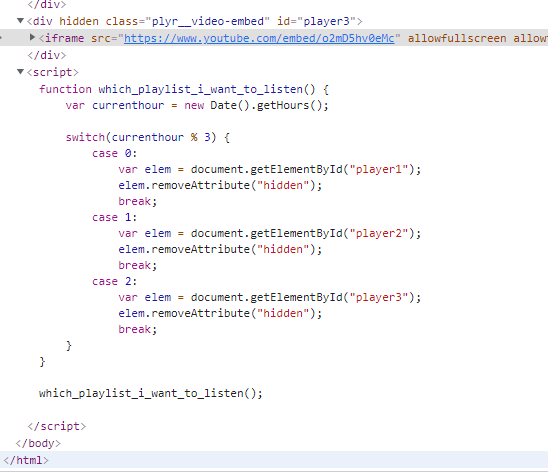 </div>
▼<div hidden class="plyr__video-embed" id="player3">
▶<iframe src="https://www.youtube.com/embed/o2mD5hv0eMc" allowfullscreen allow
</div>
▼<script>
function which_playlist_i_want_to_listen() {
var currenthour = new Date().getHours();
switch(currenthour % 3) {
case 0:
var elem = document.getElementById("player1");
elem.removeAttribute("hidden");
break;
case 1:
var elem = document.getElementById("player2");
elem.removeAttribute("hidden");
break;
case 2:
var elem = document.getElementById("player3");
elem.removeAttribute("hidden");
break;
}
}
which_playlist_i_want_to_listen();
</script>
</body>
</html>